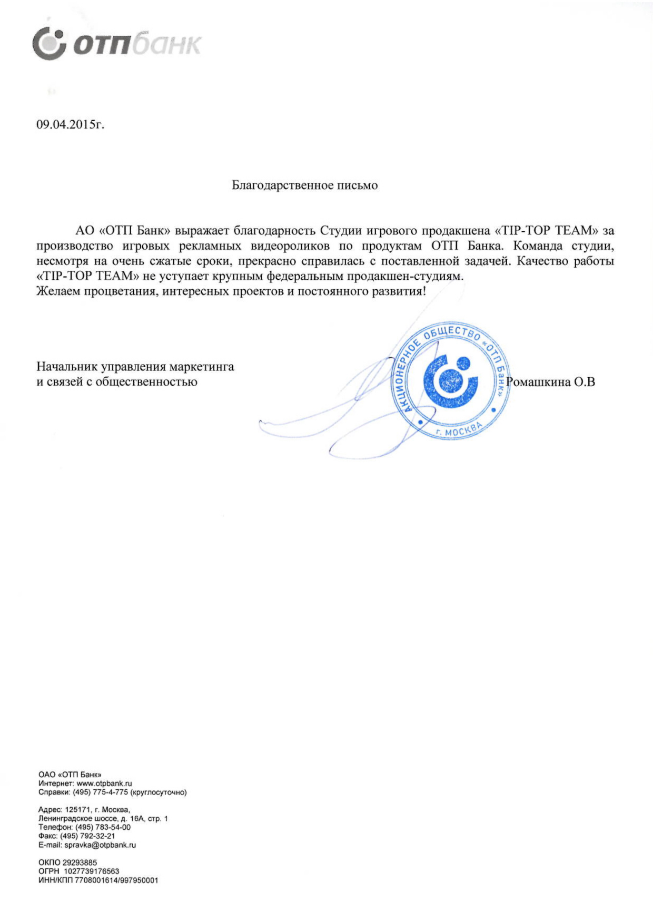 отпбанк
09.04.2015г.
Благодарственное письмо
АО «ОТП Банк» выражает благодарность Студии игрового продакшена «TIP-TOP TEAM» за
производство игровых рекламных видеороликов по продуктам ОТП Банка. Команда студии,
несмотря на очень сжатые сроки, прекрасно справилась с поставленной задачей. Качество работы
«TIP-TOP TEAM» не уступает крупным федеральным продакшен-студиям.
Желаем процветания, интересных проектов и постоянного развития!
Начальник управления маркетинга
и связей с общественностью
АКЦИОНЕРНОЕ ОБЩЕСТВО «ОТП Банк»
г. МОСКВА
Ромашкина О.В
ОАО «ОТП Банк»
Интернет: www.otpbank.ru
Справки: (495) 775-4-775 (круглосуточно)
Адрес: 125171, г. Москва,
Ленинградское шоссе, д. 16А, стр. 1
Телефон: (495) 783-54-00
Факс: (495) 792-32-21
E-mail: spravka@otpbank.ru
ОКПО 29293885
ОГРН 1027739176563
ИНН/КПП 7708001614/997950001